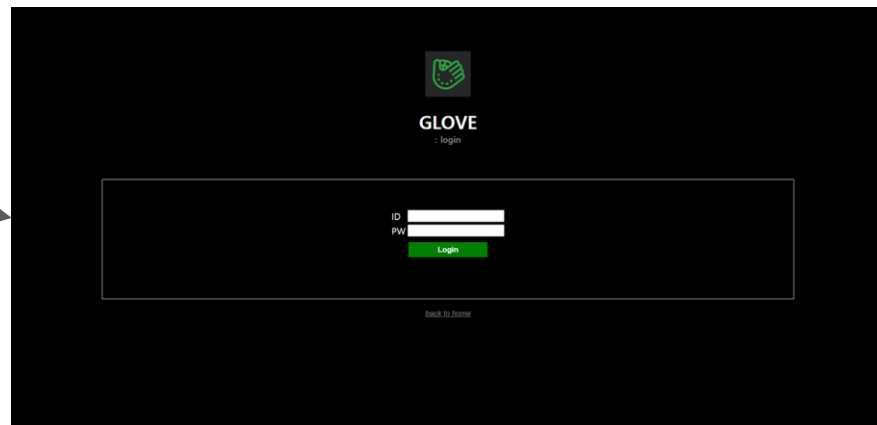 GLOVE
: login
ID
PW
Login
back to home